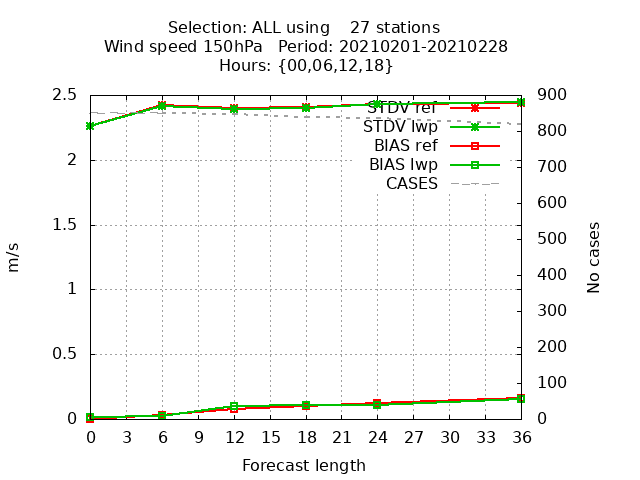 Selection: ALL using    27 stations
Wind speed 150hPa   Period: 20210201-20210228
Hours: {00,06,12,18}
2.5
2
1.5
1
0.5
0
m/s
900
800
700
600
500
400
300
200
100
0
No cases
STDV ref
STDV lwp
BIAS ref
BIAS lwp
CASES
0 3 6 9 12 15 18 21 24 27 30 33 36
Forecast length